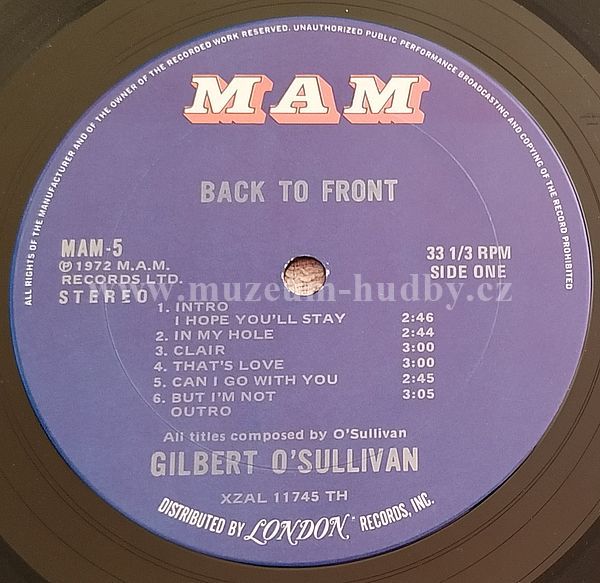 ALL RIGHTS OF THE MANUFACTURER AND OF THE OWNER OF THE RECORDED WORK RESERVED. UNAUTHORIZED PUBLIC PERFORMANCE BROADCASTING AND COPYING OF THE RECORD PROHIBITED
MAM
BACK TO FRONT
MAM-5
℗ 1972 M.A.M.
RECORDS LTD.
STEREO
33 1/3 RPM
SIDE ONE
www.muzeum-hudby.cz
1. INTRO
I HOPE YOU'LL STAY 2:46
2. IN MY HOLE 2:44
3. CLAIR 3:00
4. THAT'S LOVE 3:00
5. CAN I GO WITH YOU 2:45
6. BUT I'M NOT 3:05
OUTRO
All titles composed by O'Sullivan
GILBERT O'SULLIVAN
XZAL 11745 TH
DISTRIBUTED BY LONDON RECORDS, INC.